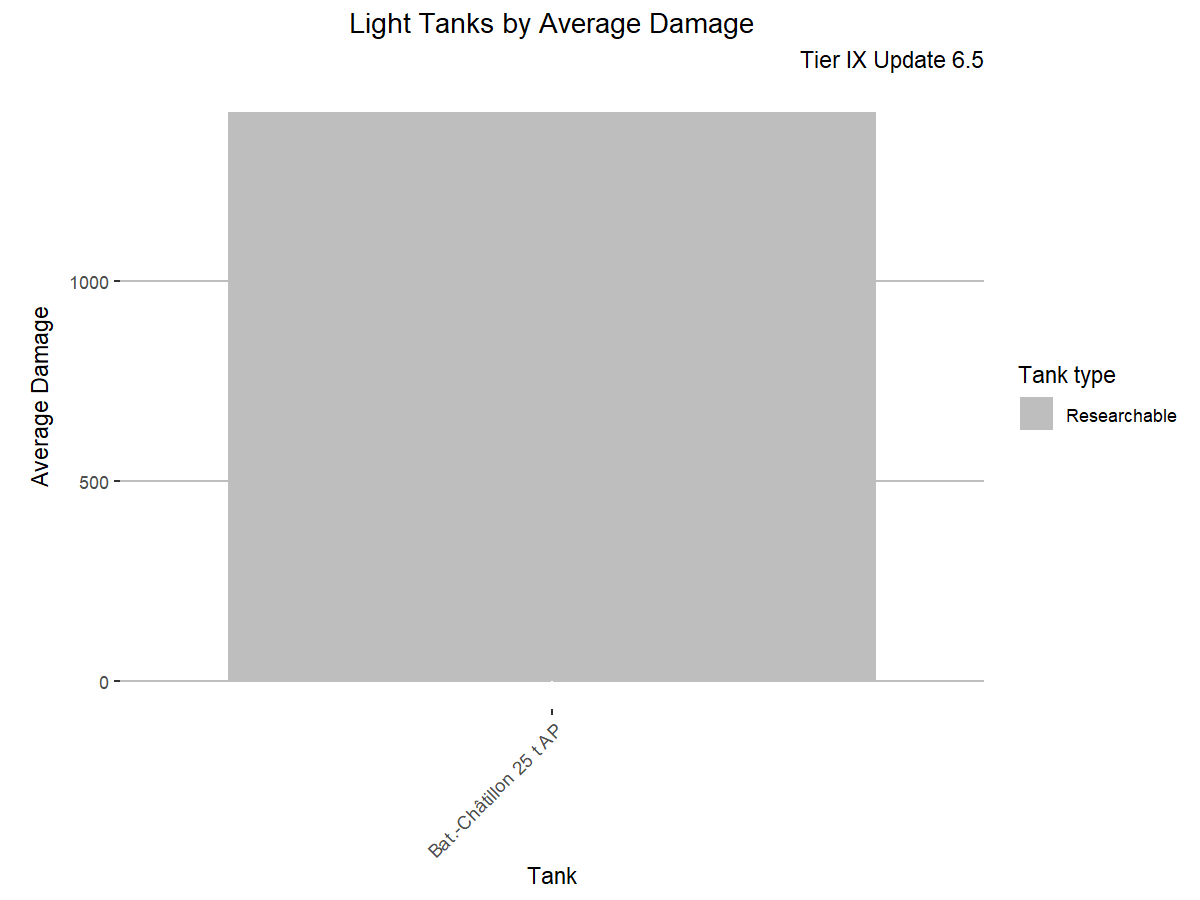 Light Tanks by Average Damage
Tier IX Update 6.5
Average Damage
1000
500
0
Bat.-Châtillon 25 t AP
Tank
Tank type
Researchable